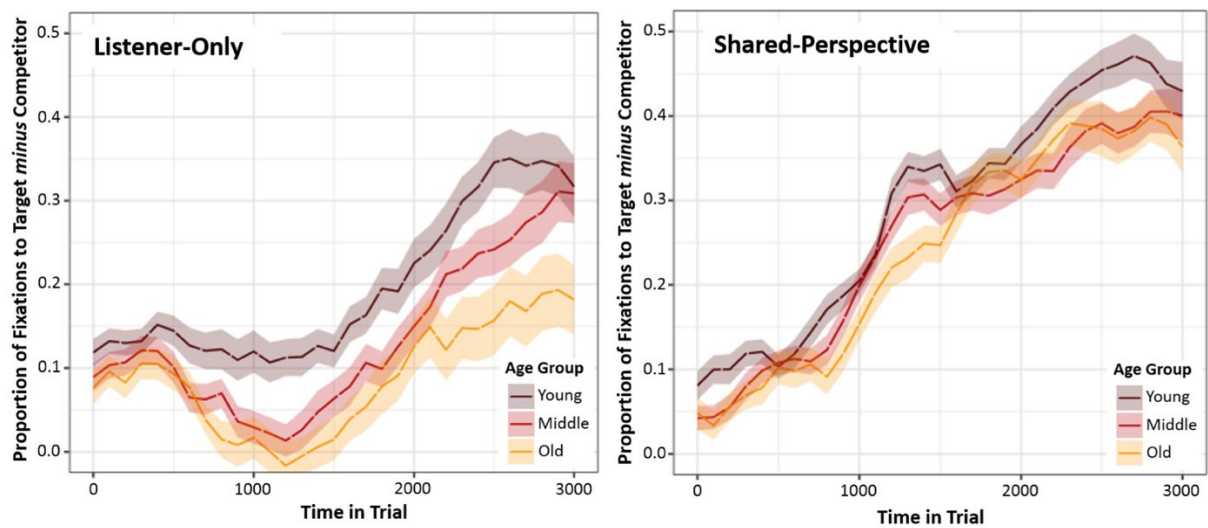 Listener-Only
Proportion of Fixations to Target minus Competitor
0.5
0.4
0.3
0.2
0.1
0.0
Age Group
Young
Middle
Old
0
1000
2000
3000
Time in Trial
Shared-Perspective
Proportion of Fixations to Target minus Competitor
0.5
0.4
0.3
0.2
0.1
0.0
Age Group
Young
Middle
Old
0
1000
2000
3000
Time in Trial